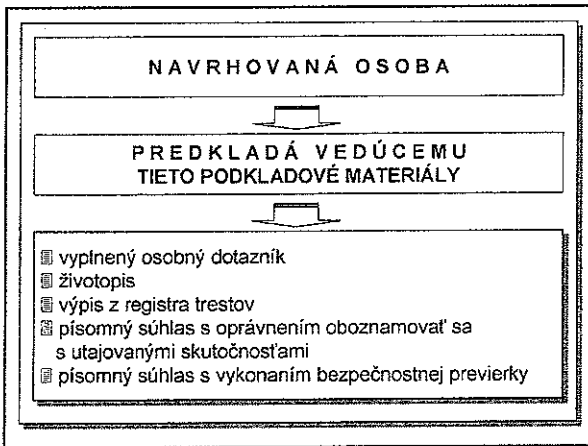 NAVRHOVANÁ OSOBA
PREDKLADÁ VEDÚCEMU
TIETO PODKLADOVÉ MATERIÁLY
vyplnený osobný dotazník
životopis
výpis z registra trestov
písomný súhlas s oprávnením oboznamovať sa
s utajovanými skutočnosťami
písomný súhlas s vykonaním bezpečnostnej previerky